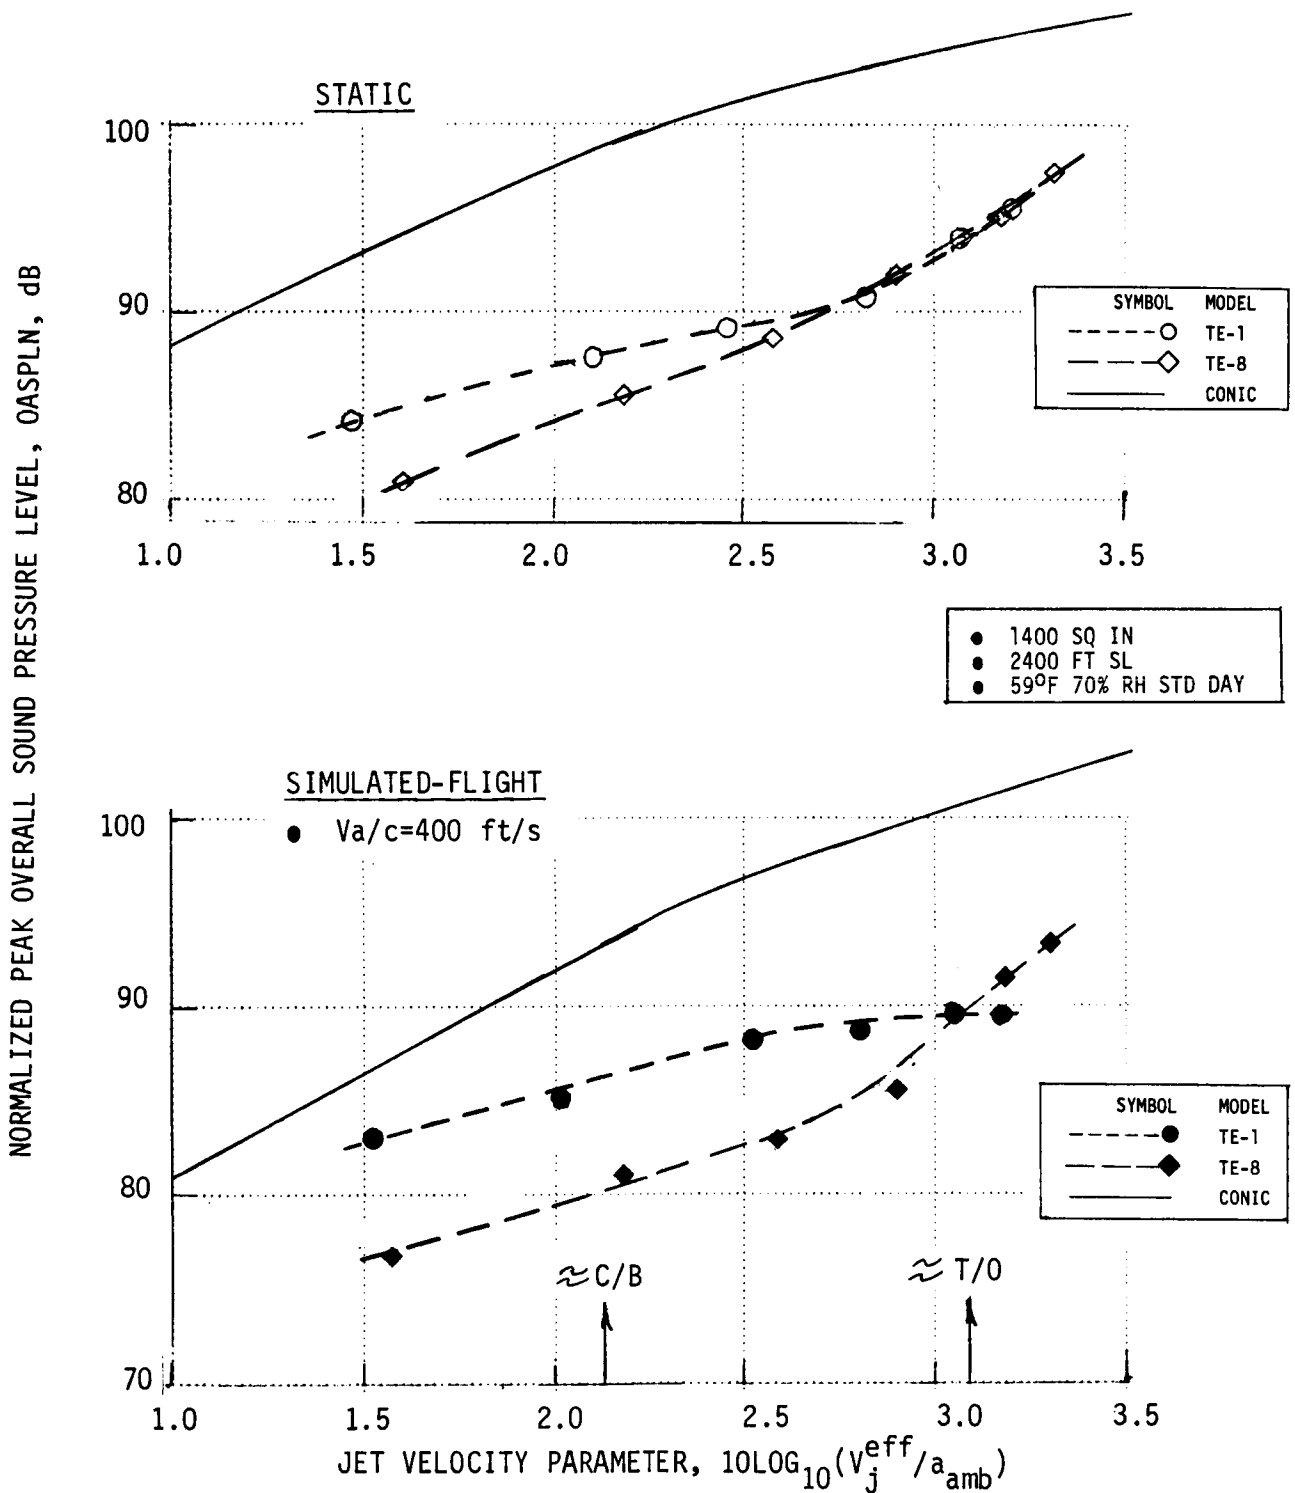 NORMALIZED PEAK OVERALL SOUND PRESSURE LEVEL, OASPLN, dB
STATIC
100
90
80
1.0 1.5 2.0 2.5 3.0 3.5
SYMBOL MODEL
TE-1
TE-8
CONIC
● 1400 SQ IN
● 2400 FT SL
● 59°F 70% RH STD DAY
SIMULATED-FLIGHT
● Va/c=400 ft/s
100
90
80
70
SYMBOL MODEL
TE-1
TE-8
CONIC
≈ C/B
≈ T/O
1.0 1.5 2.0 2.5 3.0 3.5
JET VELOCITY PARAMETER, 10LOG₁₀(V_j^eff/a_amb)